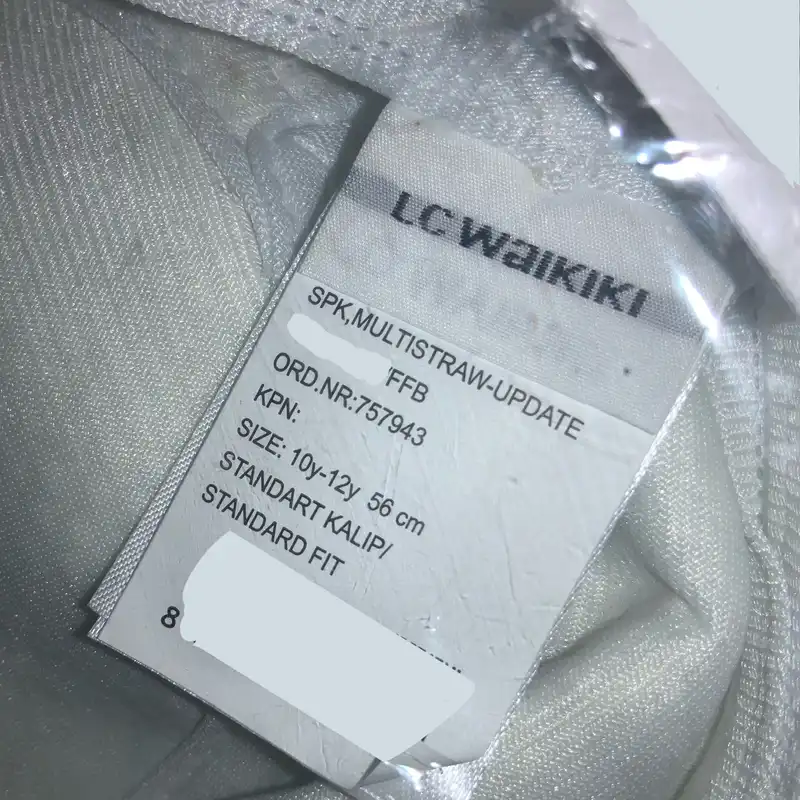 LC WAIKIKI
SPK,MULTISTRAW-UPDATE
/FFB
ORD.NR:757943
KPN:
SIZE: 10y-12y 56 cm
STANDART KALIP/
STANDARD FIT
8